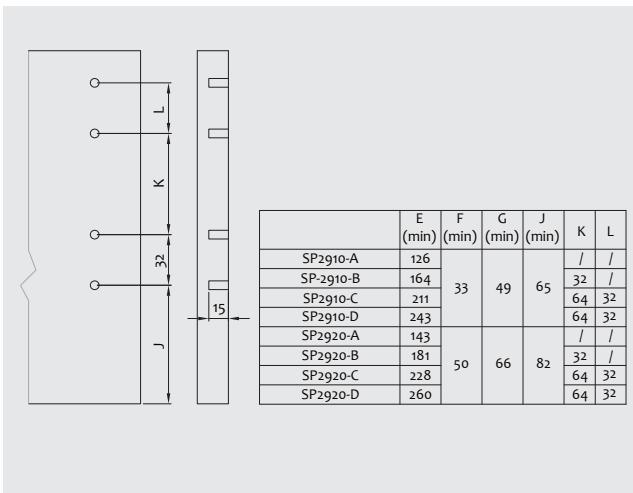 L
K
32
J
15
E (min) F (min) G (min) J (min) K L
SP2910-A 126 33 49 65 / /
SP-2910-B 164 32 /
SP2910-C 211 64 32
SP2910-D 243 64 32
SP2920-A 143 50 66 82 / /
SP2920-B 181 32 /
SP2920-C 228 64 32
SP2920-D 260 64 32